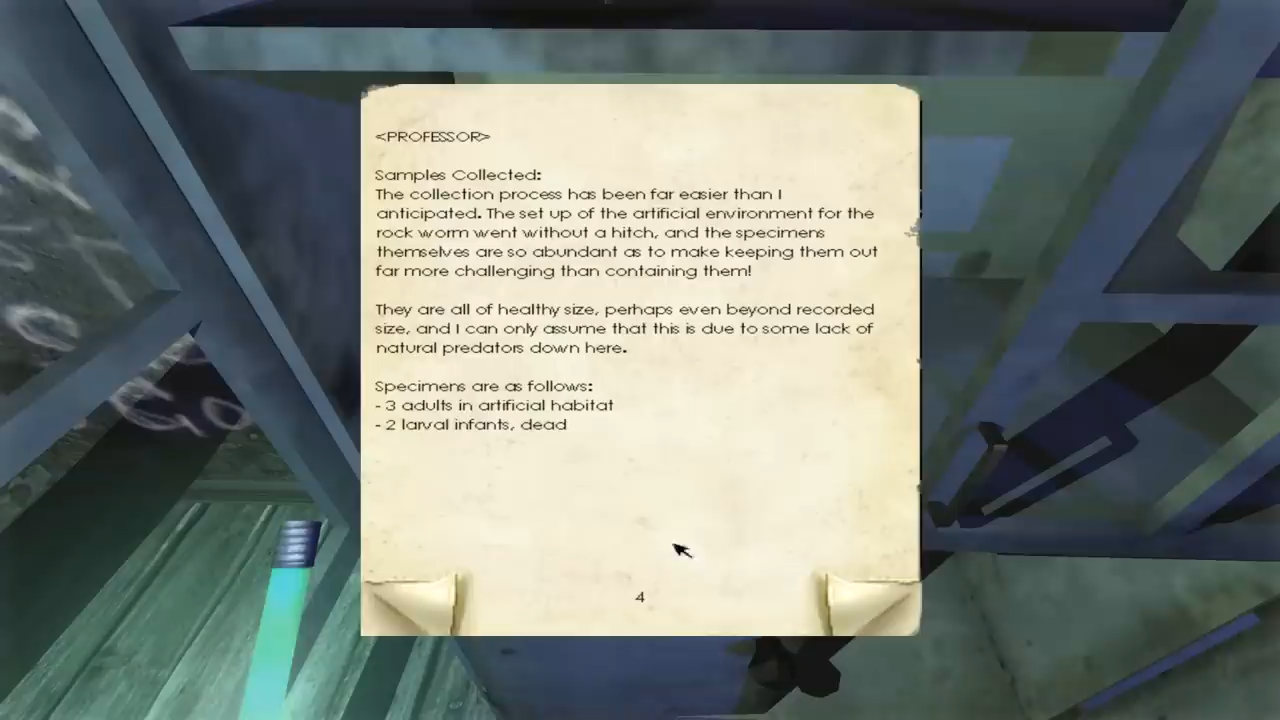 <PROFESSOR>
Samples Collected:
The collection process has been far easier than I
anticipated. The set up of the artificial environment for the
rock worm went without a hitch, and the specimens
themselves are so abundant as to make keeping them out
far more challenging than containing them!
They are all of healthy size, perhaps even beyond recorded
size, and I can only assume that this is due to some lack of
natural predators down here.
Specimens are as follows:
- 3 adults in artificial habitat
- 2 larval infants, dead
4